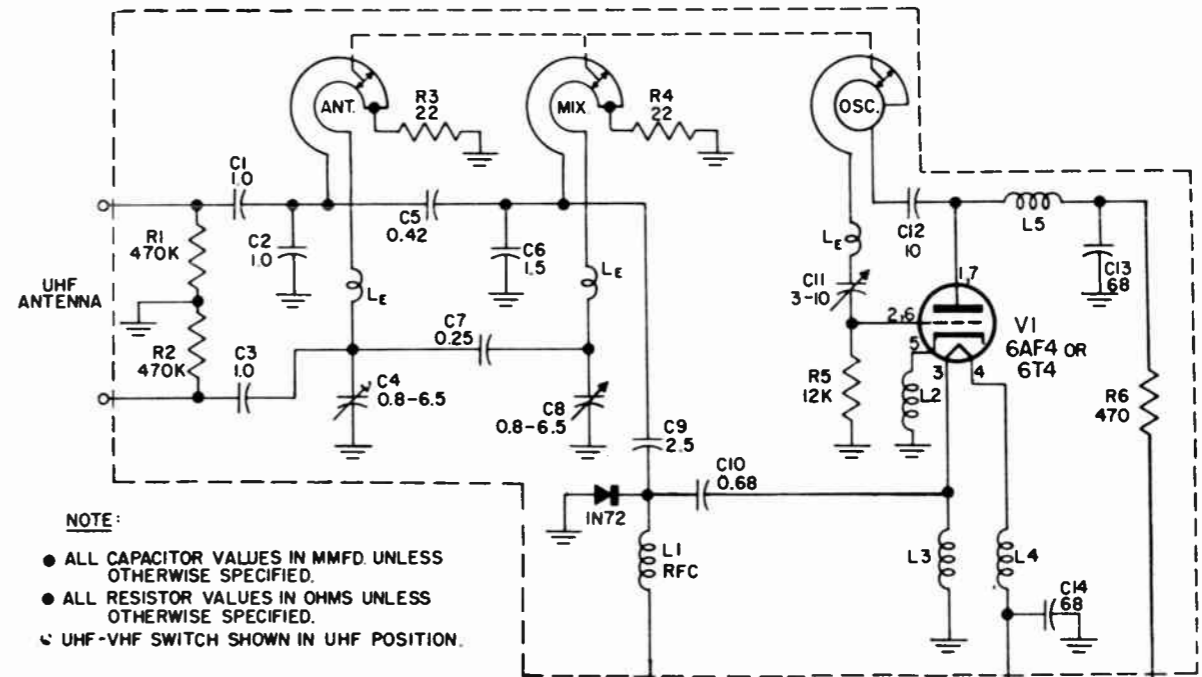 ANT.
R3
22
MIX.
R4
22
OSC.
C1
1.0
C2
1.0
C5
0.42
C6
1.5
C12
10
L5
C13
68
R1
470K
UHF
ANTENNA
R2
470K
C3
1.0
LE
LE
LE
C7
0.25
C4
0.8-6.5
C8
0.8-6.5
C11
3-10
1,7
2,6
5
3
4
V1
6AF4 OR
6T4
R5
12K
L2
R6
470
C9
2.5
C10
0.68
1N72
L1
RFC
L3
L4
C14
68
NOTE:
● ALL CAPACITOR VALUES IN MMFD. UNLESS
OTHERWISE SPECIFIED.
● ALL RESISTOR VALUES IN OHMS UNLESS
OTHERWISE SPECIFIED.
UHF-VHF SWITCH SHOWN IN UHF POSITION.